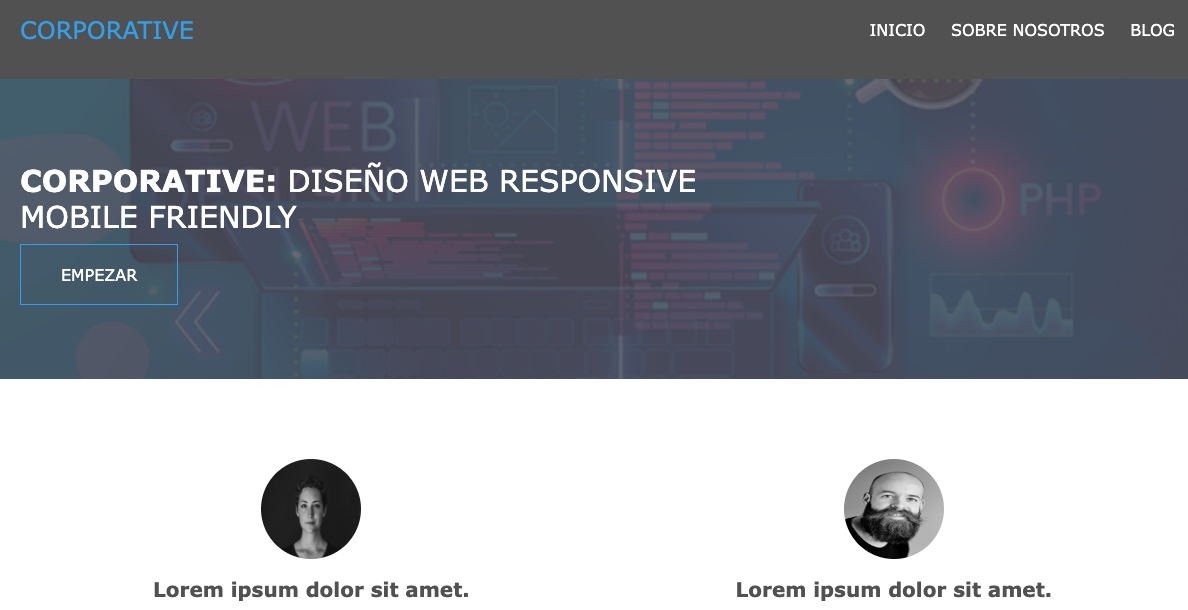 CORPORATIVE
INICIO SOBRE NOSOTROS BLOG
WEB
PHP
CORPORATIVE: DISEÑO WEB RESPONSIVE
MOBILE FRIENDLY
EMPEZAR
Lorem ipsum dolor sit amet.
Lorem ipsum dolor sit amet.